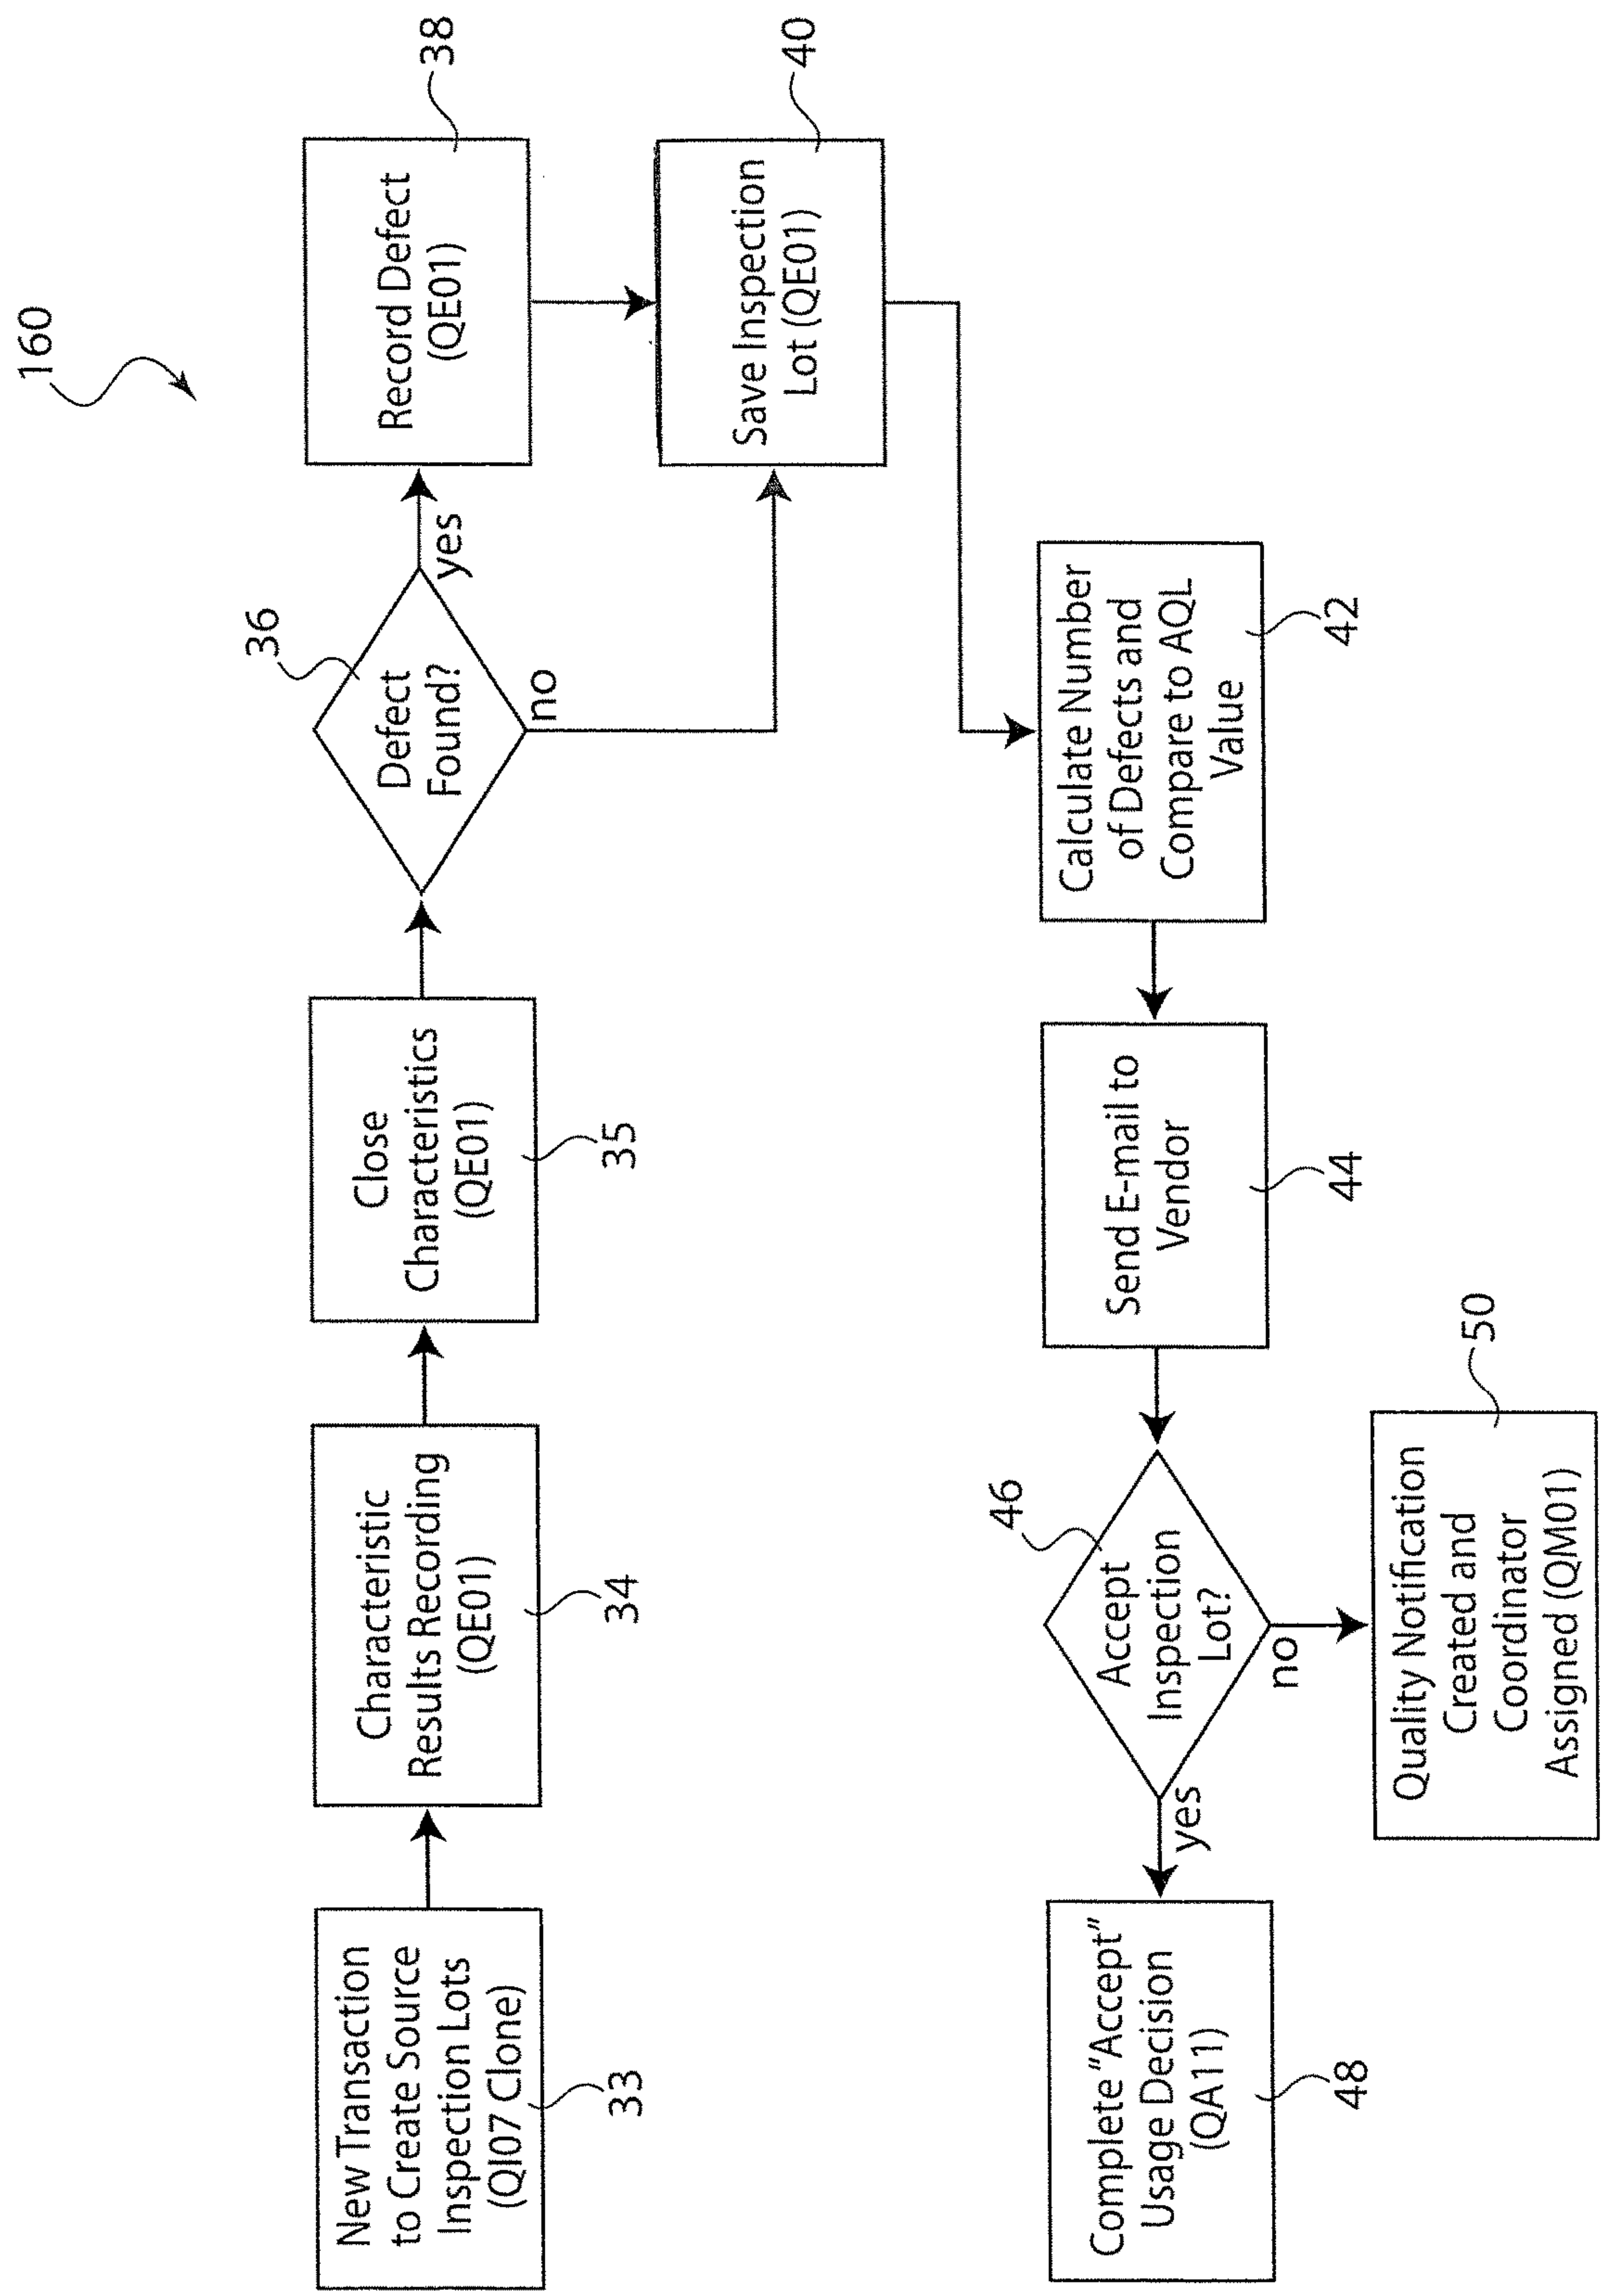 160
New Transaction
to Create Source
Inspection Lots
(QI07 Clone)
33
Characteristic
Results Recording
(QE01)
34
Close
Characteristics
(QE01)
35
36
Defect
Found?
yes
no
Record Defect
(QE01)
38
Save Inspection
Lot (QE01)
40
Calculate Number
of Defects and
Compare to AQL
Value
42
Send E-mail to
Vendor
44
46
Accept
Inspection
Lot?
yes
no
Complete "Accept"
Usage Decision
(QA11)
48
Quality Notification
Created and
Coordinator
Assigned (QM01)
50